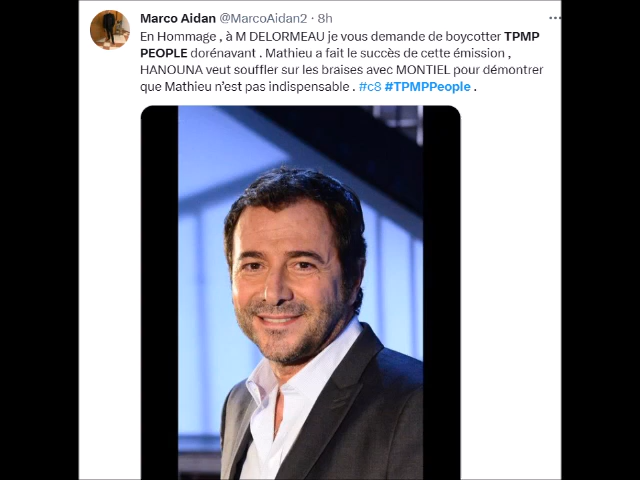 Marco Aidan @MarcoAidan2 · 8h
En Hommage , à M DELORMEAU je vous demande de boycotter TPMP
PEOPLE dorénavant . Mathieu a fait le succès de cette émission ,
HANOUNA veut souffler sur les braises avec MONTIEL pour démontrer
que Mathieu n’est pas indispensable . #c8 #TPMPPeople .